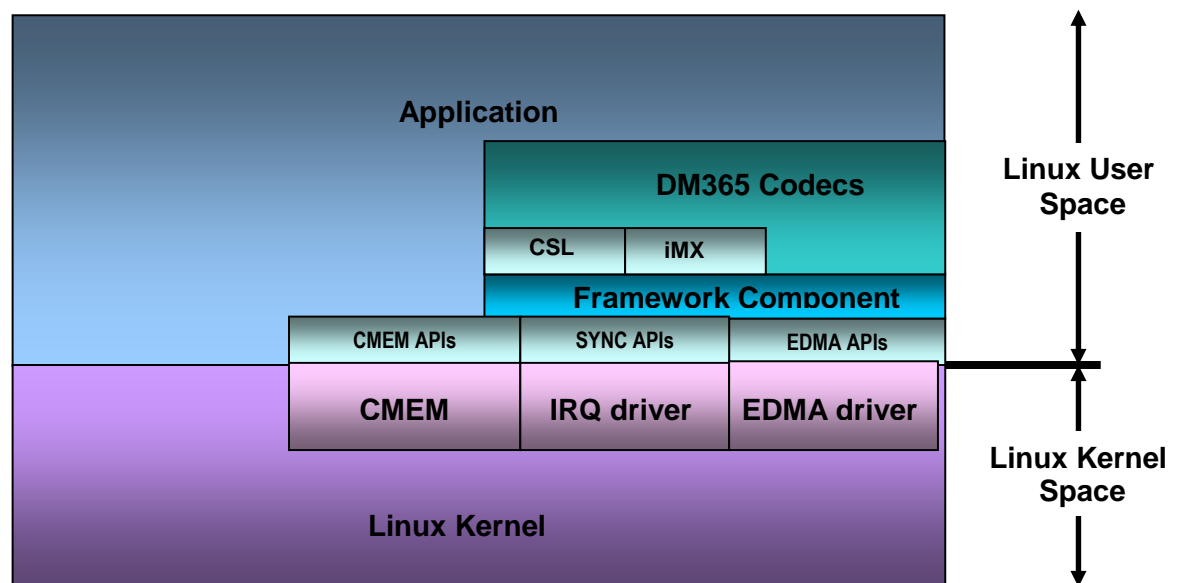 Application
DM365 Codecs
Linux User
Space
CSL
iMX
Framework Component
CMEM APIs
SYNC APIs
EDMA APIs
CMEM
IRQ driver
EDMA driver
Linux Kernel
Space
Linux Kernel